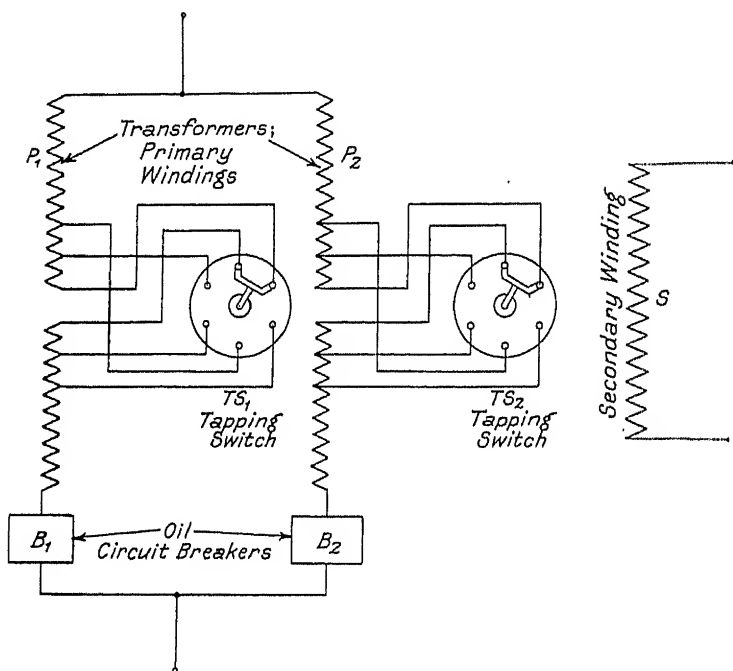 Transformers;
Primary
Windings
P1
P2
TS1
Tapping
Switch
TS2
Tapping
Switch
Secondary Winding
S
B1
Oil
Circuit Breakers
B2